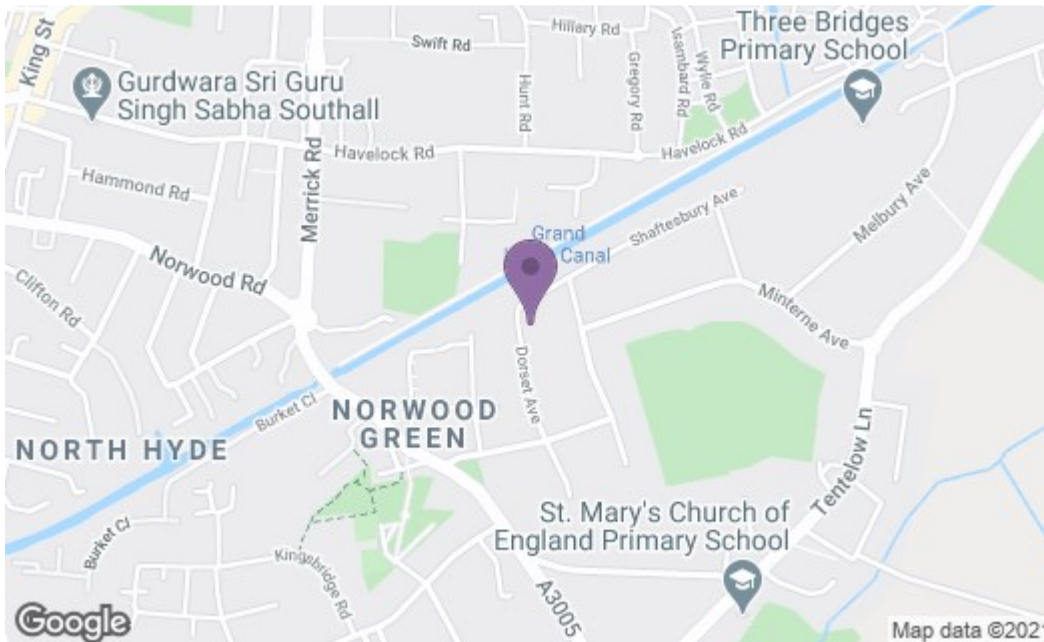 King St
Swift Rd
Hillary Rd
Three Bridges
Primary School
Gurdwara Sri Guru
Singh Sabha Southall
Hunt Rd
Gregory Rd
Wylie Rd
Havelock Rd
Havelock Rd
Hammond Rd
Merrick Rd
Norwood Rd
Clifton Rd
Grand
Canal
Shaftesbury Ave
Melbury Ave
Minterne Ave
Dorset Ave
Burket Cl
NORWOOD
GREEN
NORTH HYDE
Tentelow Ln
St. Mary's Church of
England Primary School
Burket Cl
Kingsbridge Rd
A3005
Google
Map data ©202